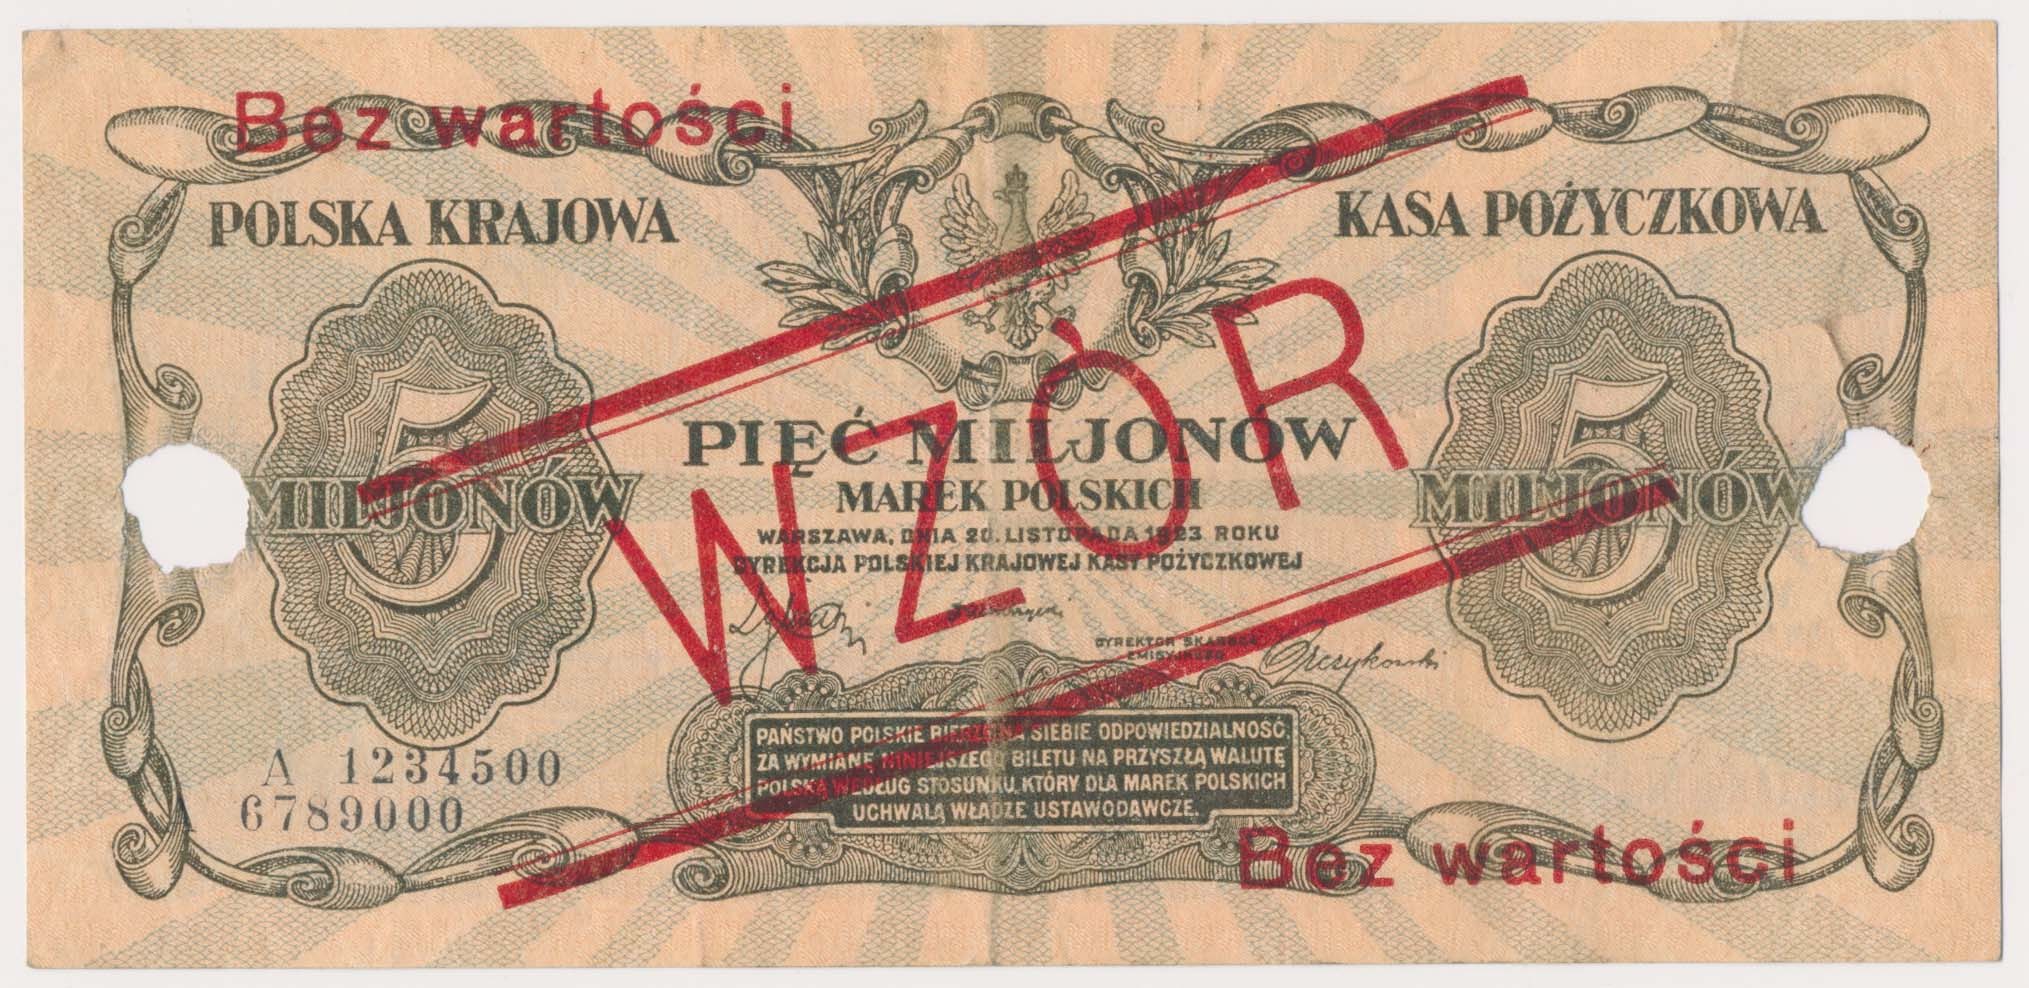 Bez wartości
POLSKA KRAJOWA
KASA POŻYCZKOWA
5
MILJONÓW
5
MILJONÓW
WZÓR
PIĘĆ MILJONÓW
MAREK POLSKICH
WARSZAWA, DNIA 20. LISTOPADA 1923 ROKU
DYREKCJA POLSKIEJ KRAJOWEJ KASY POŻYCZKOWEJ
DYREKTOR SKARBCA
EMISYJNEGO
PAŃSTWO POLSKIE BIERZE NA SIEBIE ODPOWIEDZIALNOŚĆ
ZA WYMIANĘ NINIEJSZEGO BILETU NA PRZYSZŁĄ WALUTĘ
POLSKĄ WEDŁUG STOSUNKU, KTÓRY DLA MAREK POLSKICH
UCHWALĄ WŁADZE USTAWODAWCZE.
A 1234500
A 6789000
Bez wartości